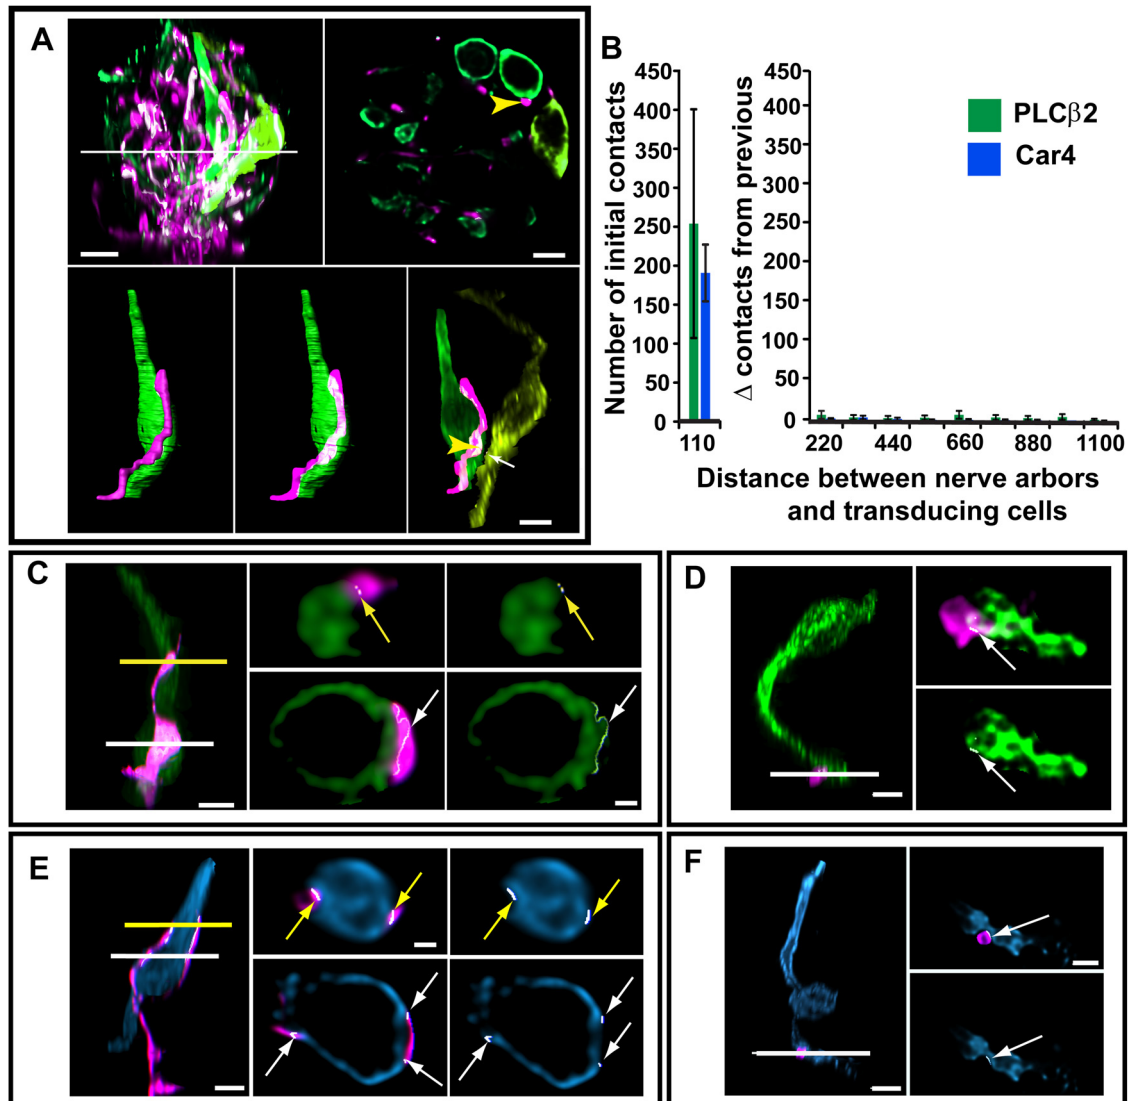 A
B
Number of initial contacts
450
400
350
300
250
200
150
100
50
0
110
Δ contacts from previous
450
400
350
300
250
200
150
100
50
0
220 440 660 880 1100
PLCβ2
Car4
Distance between nerve arbors
and transducing cells
C
D
E
F